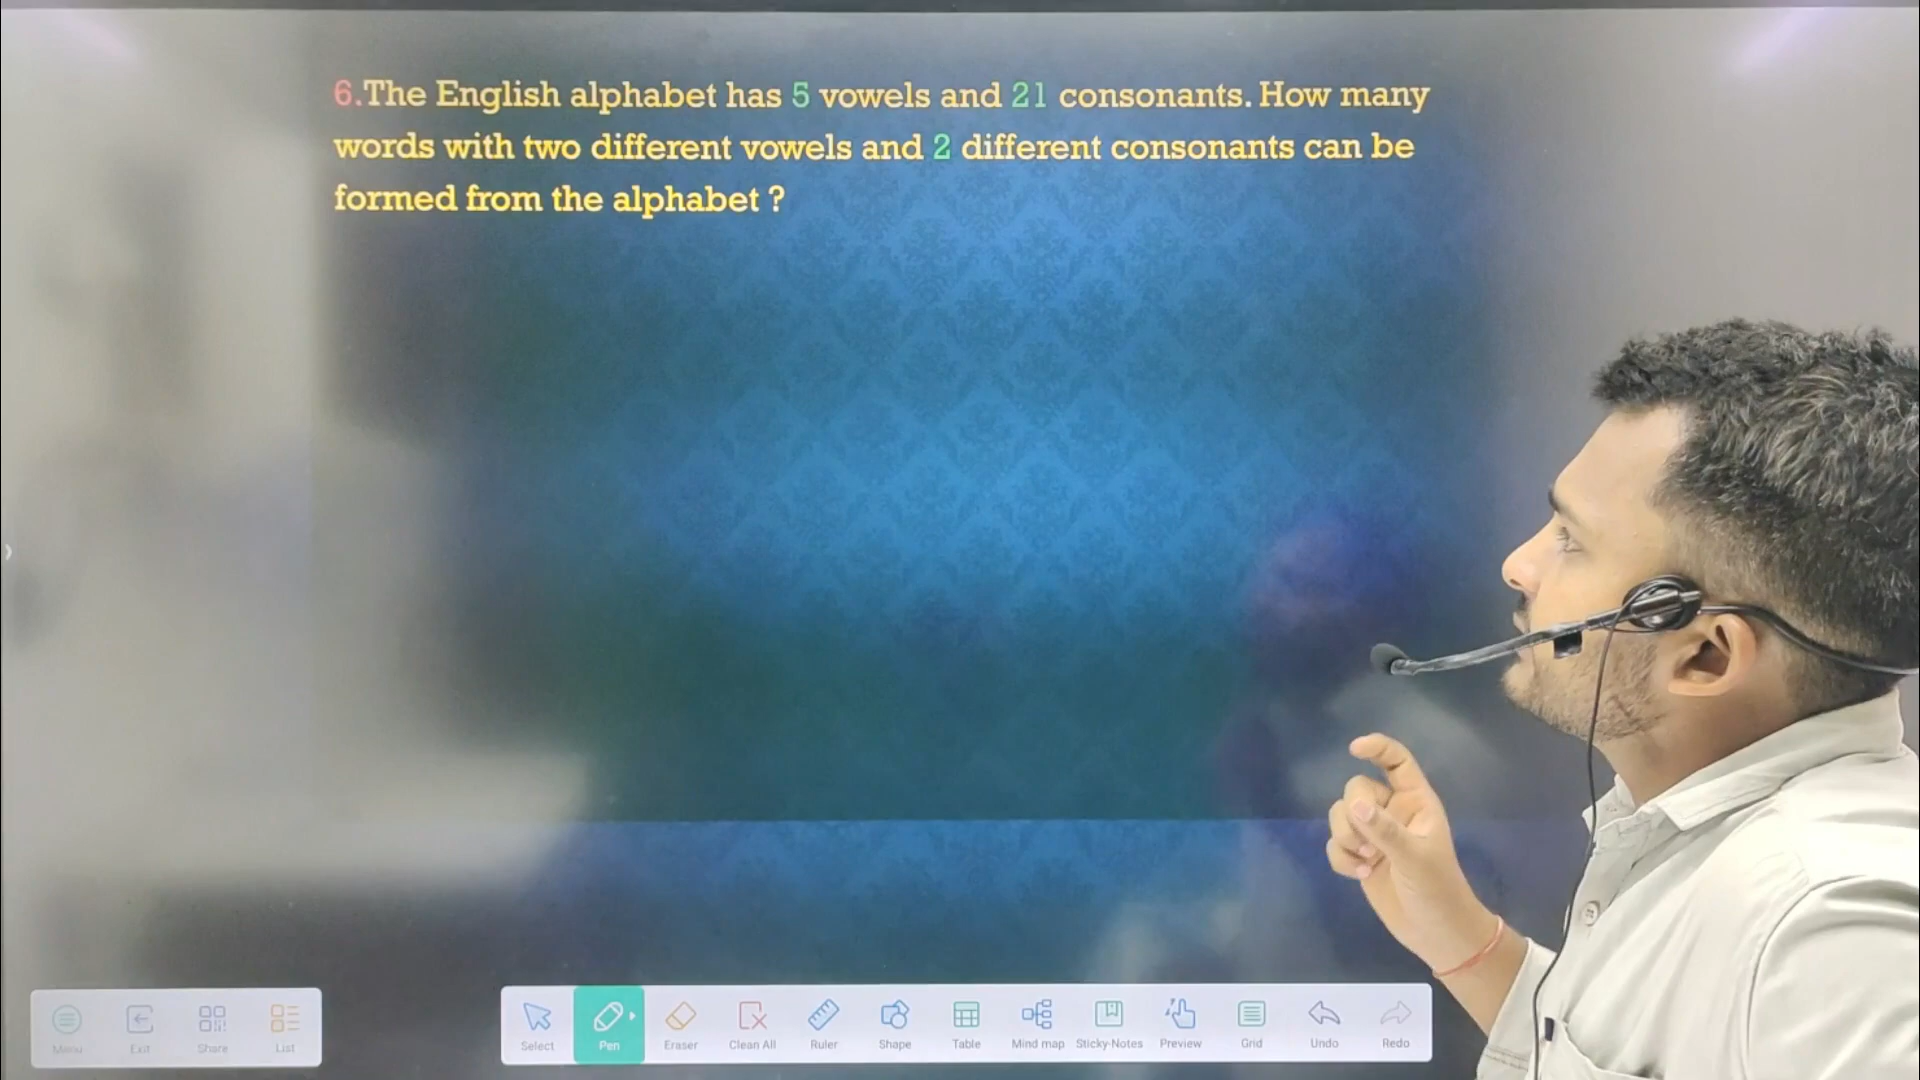 6.The English alphabet has 5 vowels and 21 consonants. How many
words with two different vowels and 2 different consonants can be
formed from the alphabet ?
Menu Exit Share List
Select Pen Eraser Clean All Ruler Shape Table Mind map Sticky-Notes Preview Grid Undo Redo